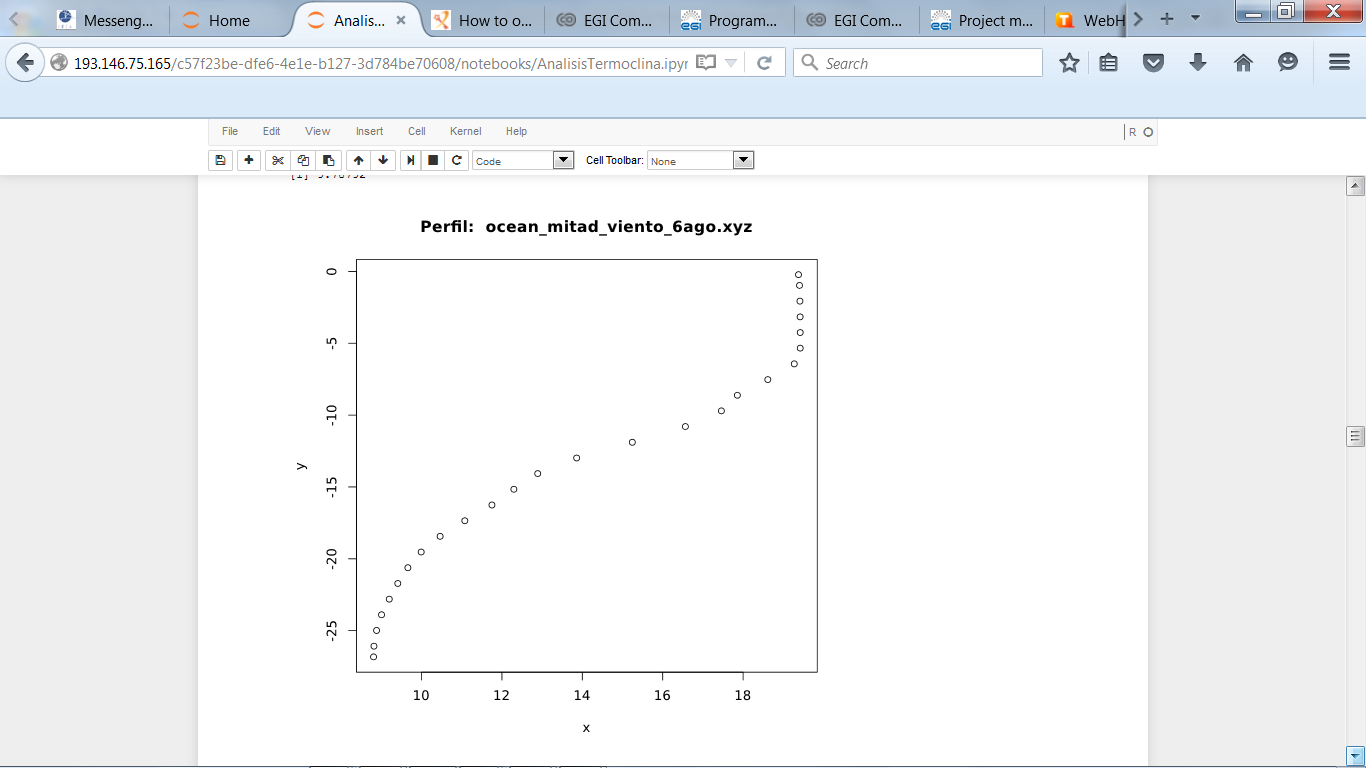 Messeng... Home Analis... How to o... EGI Com... Program... EGI Com... Project m... WebH
193.146.75.165/c57f23be-dfe6-4e1e-b127-3d784be70608/notebooks/AnalisisTermoclina.ipyr Search
File Edit View Insert Cell Kernel Help R
Code Cell Toolbar: None
Perfil: ocean_mitad_viento_6ago.xyz
0
-5
-10
-15
-20
-25
y
10 12 14 16 18
x